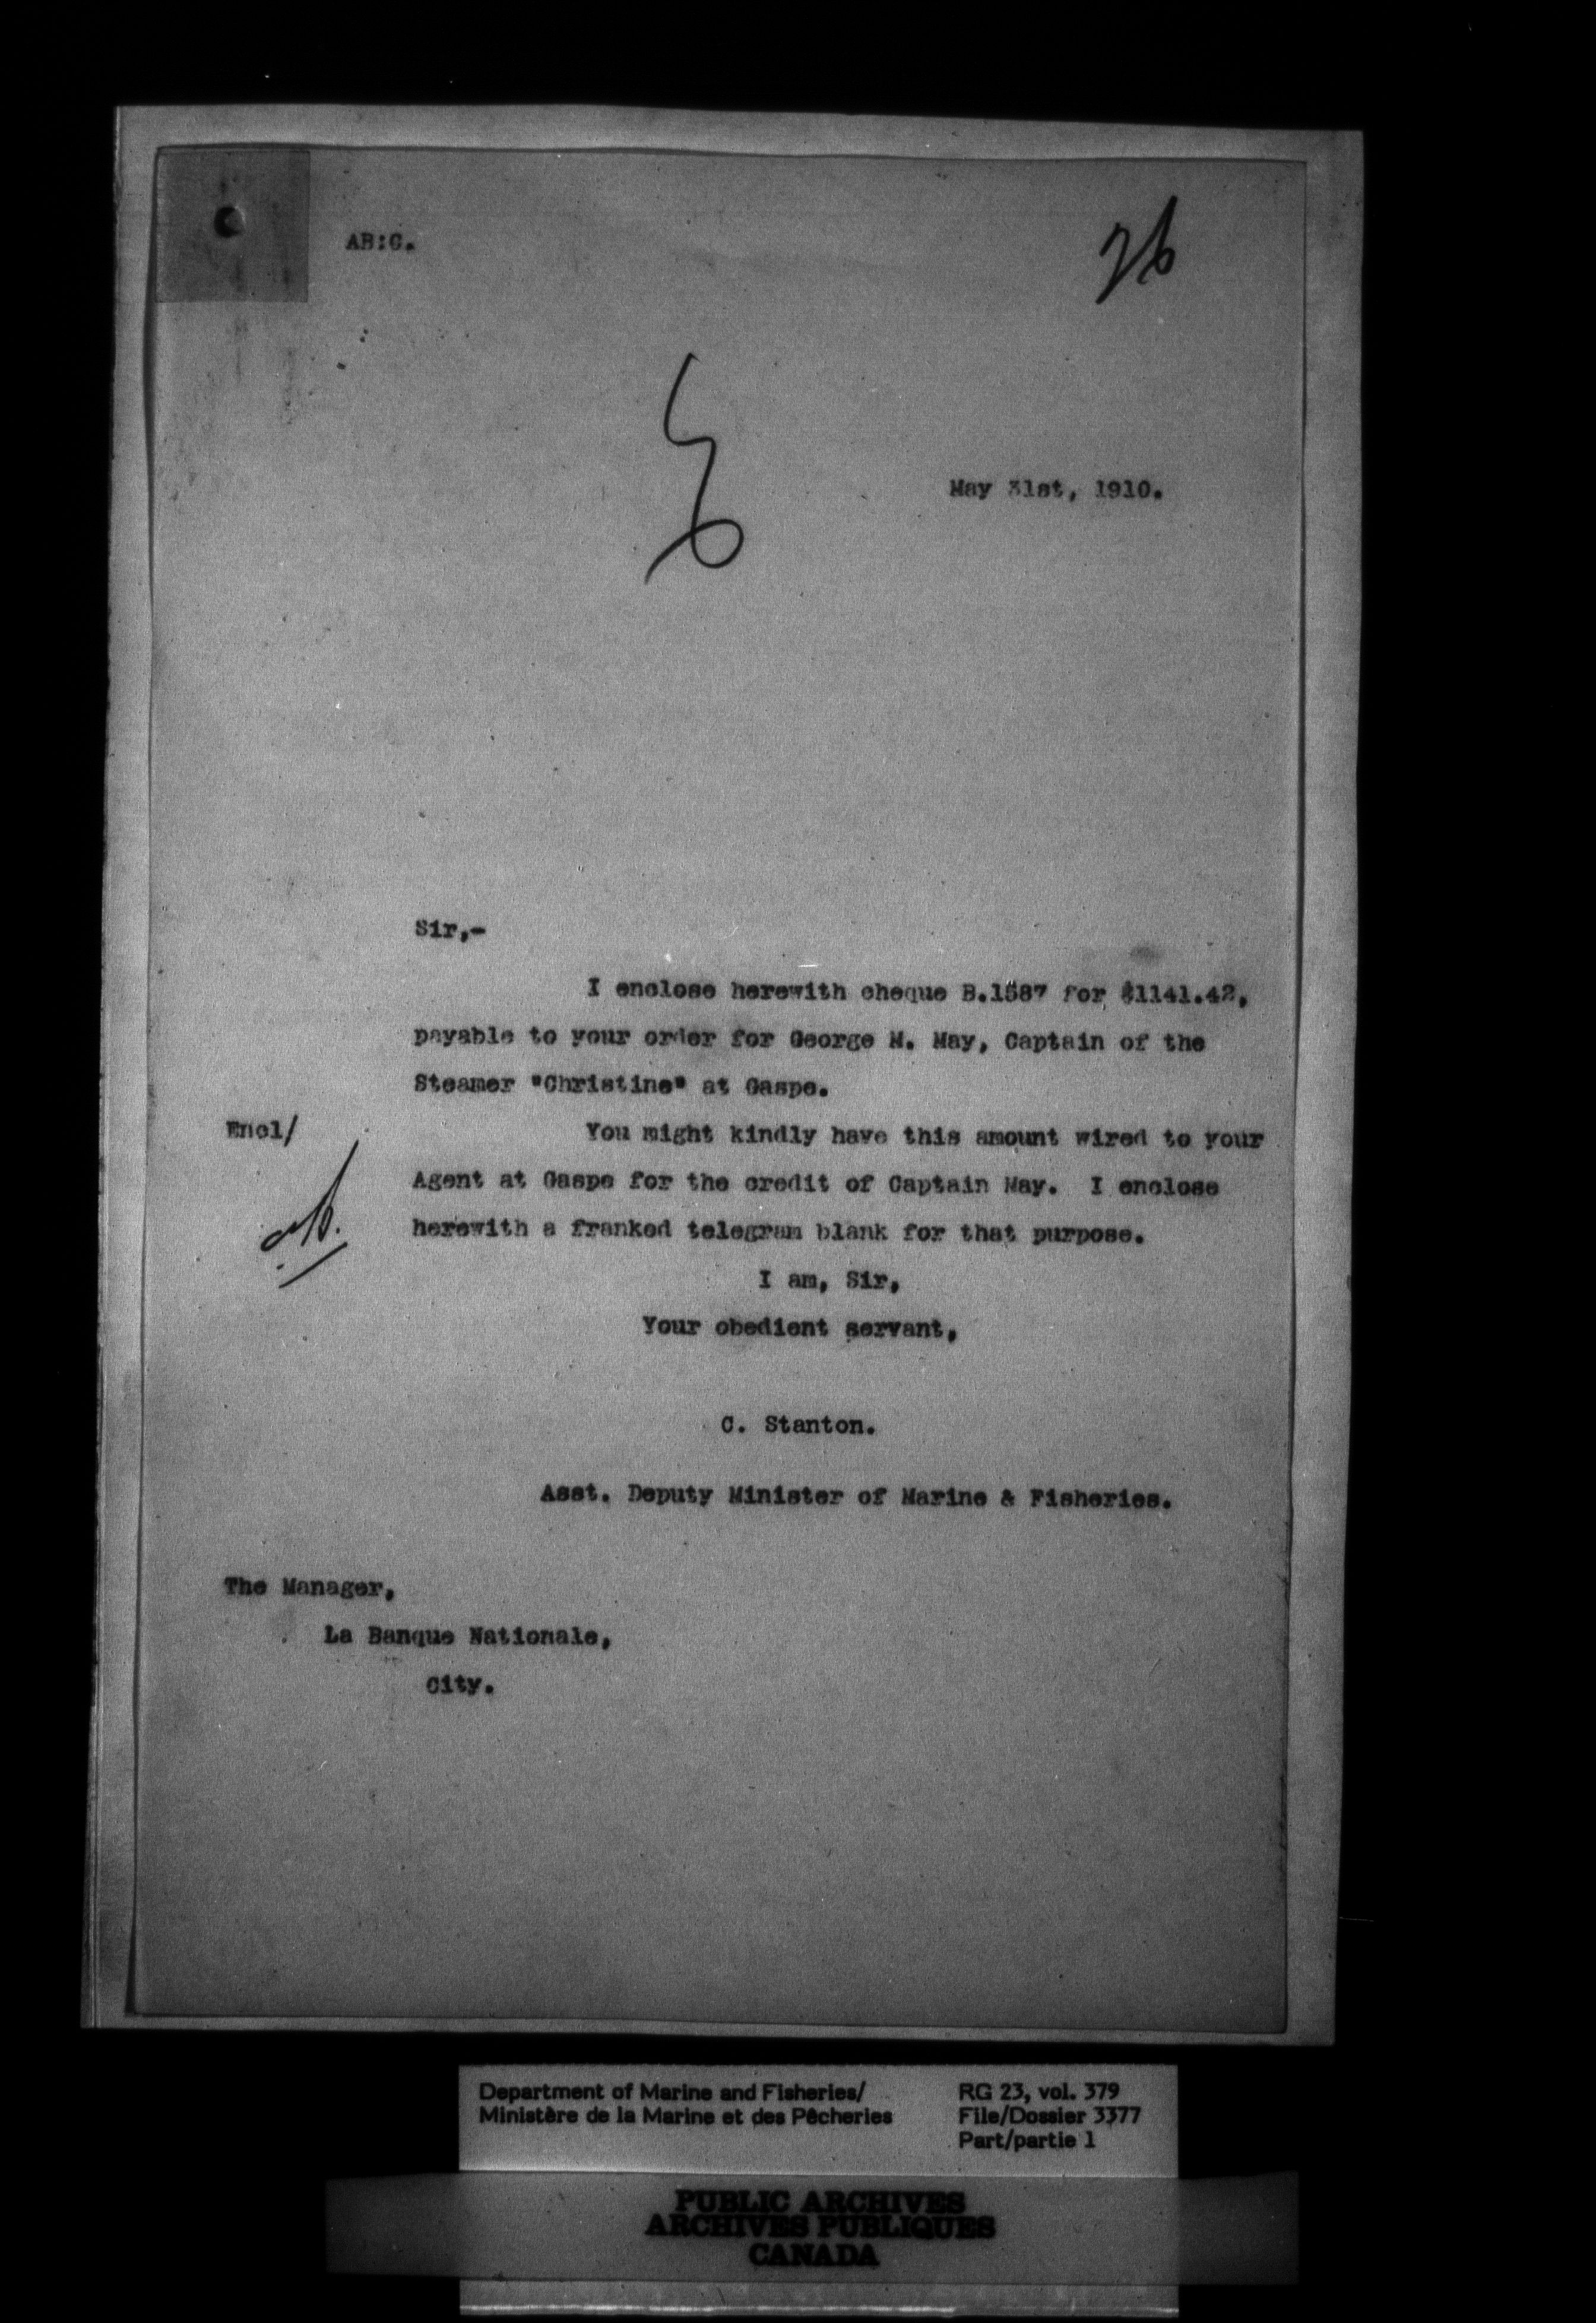 AB:C.
76
May 31st, 1910.
Sir,-
I enclose herewith cheque B.1587 for $1141.42,
payable to your order for George M. May, Captain of the
Steamer "Christine" at Gaspe.
Encl/
You might kindly have this amount wired to your
Agent at Gaspe for the credit of Captain May. I enclose
herewith a franked telegram blank for that purpose.
I am, Sir,
Your obedient servant,
C. Stanton.
Asst. Deputy Minister of Marine & Fisheries.
The Manager,
La Banque Nationale,
City.
Department of Marine and Fisheries/
Ministère de la Marine et des Pêcheries
RG 23, vol. 379
File/Dossier 3377
Part/partie 1
PUBLIC ARCHIVES
ARCHIVES PUBLIQUES
CANADA